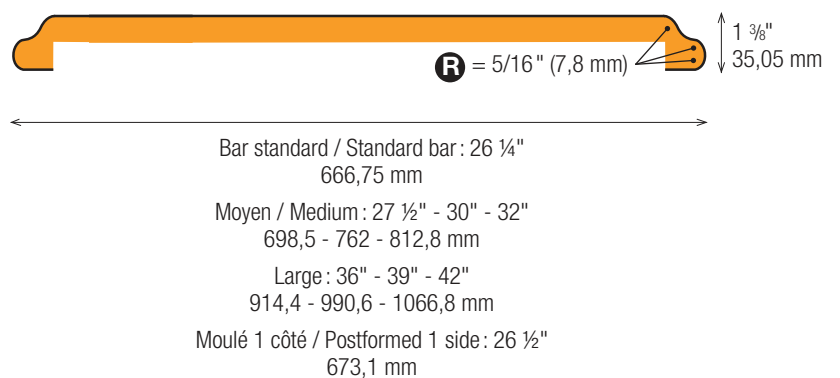 1 ⅜"
35,05 mm
R = 5/16" (7,8 mm)
Bar standard / Standard bar : 26 ¼"
666,75 mm
Moyen / Medium : 27 ½" - 30" - 32"
698,5 - 762 - 812,8 mm
Large : 36" - 39" - 42"
914,4 - 990,6 - 1066,8 mm
Moulé 1 côté / Postformed 1 side : 26 ½"
673,1 mm